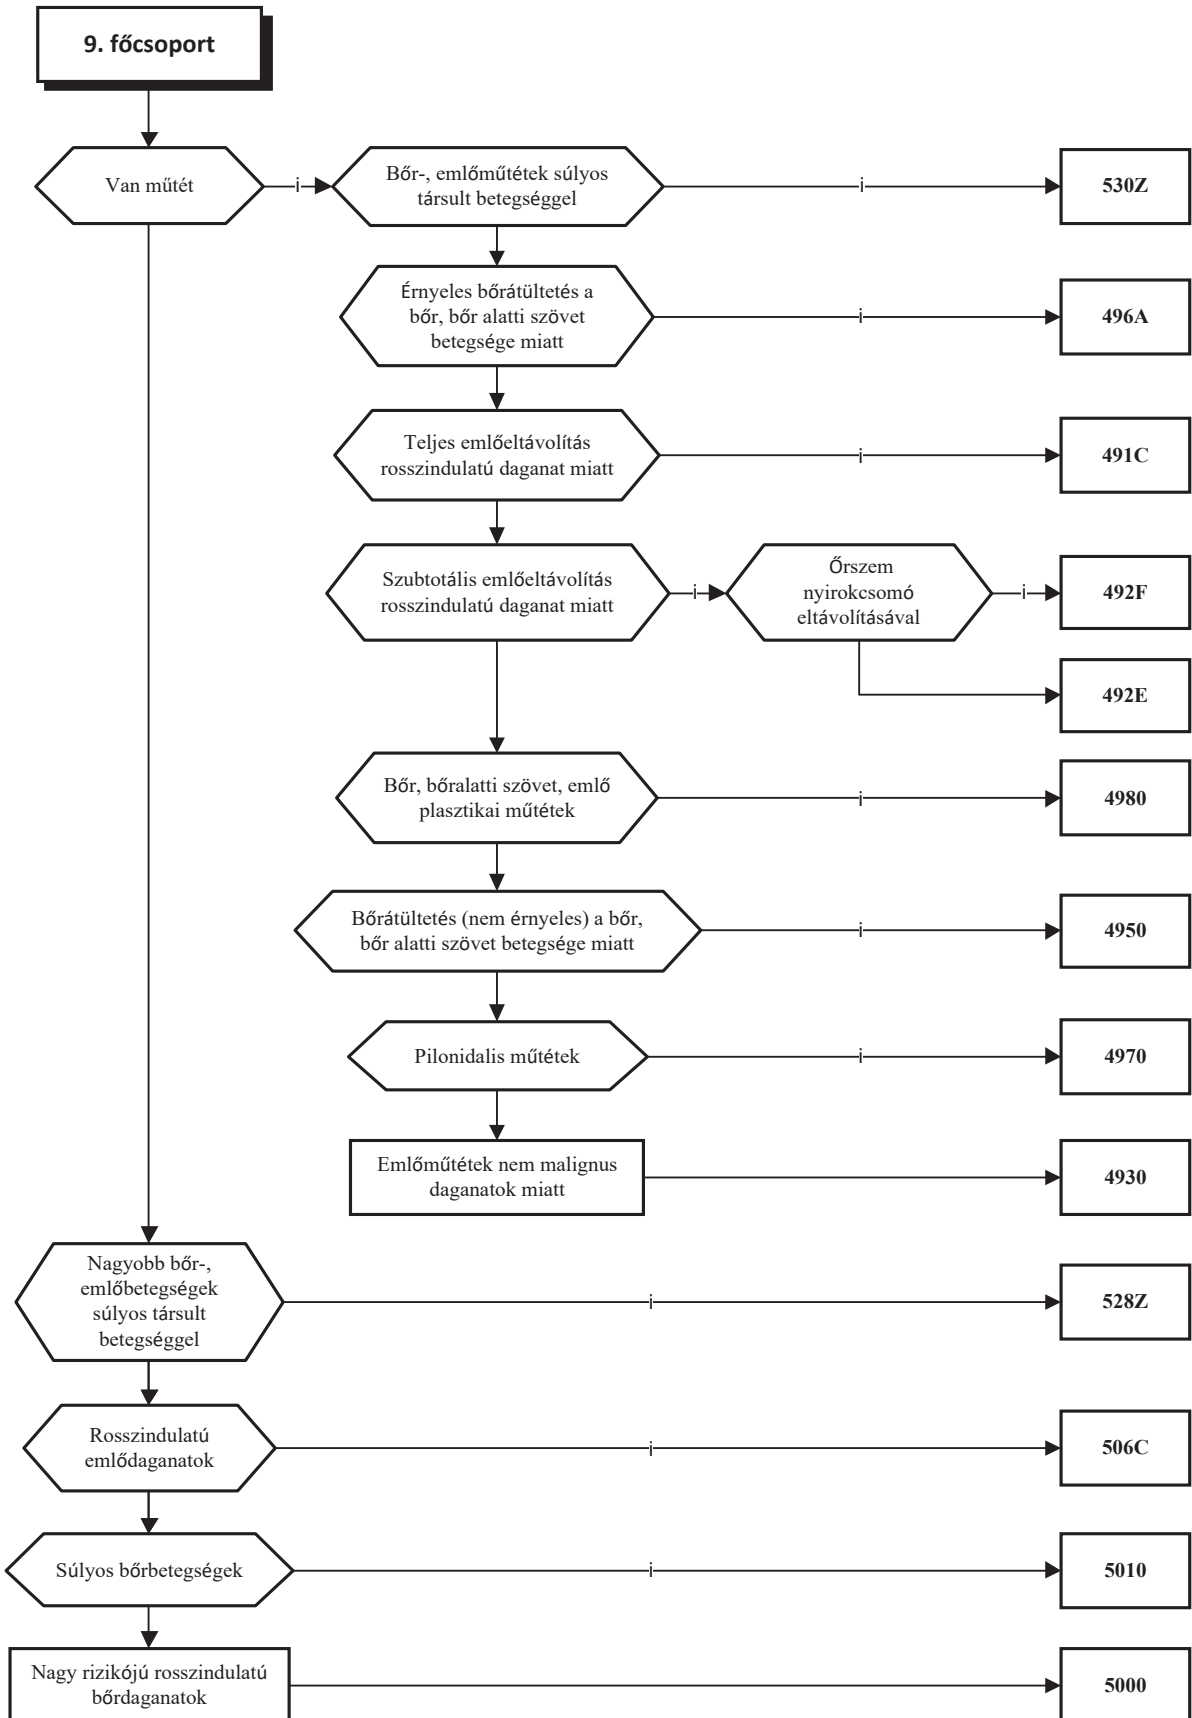 9. főcsoport
Van műtét
i
Bőr-, emlőműtétek súlyos
társult betegséggel
i
530Z
Érnyeles bőrátültetés a
bőr, bőr alatti szövet
betegsége miatt
i
496A
Teljes emlőeltávolítás
rosszindulatú daganat miatt
i
491C
Szubtotális emlőeltávolítás
rosszindulatú daganat miatt
i
Őrszem
nyirokcsomó
eltávolításával
i
492F
492E
Bőr, bőralatti szövet, emlő
plasztikai műtétek
i
4980
Bőrátültetés (nem érnyeles) a bőr,
bőr alatti szövet betegsége miatt
i
4950
Pilonidalis műtétek
i
4970
Emlőműtétek nem malignus
daganatok miatt
4930
Nagyobb bőr-,
emlőbetegségek
súlyos társult
betegséggel
i
528Z
Rosszindulatú
emlődaganatok
i
506C
Súlyos bőrbetegségek
i
5010
Nagy rizikójú rosszindulatú
bőrdaganatok
5000